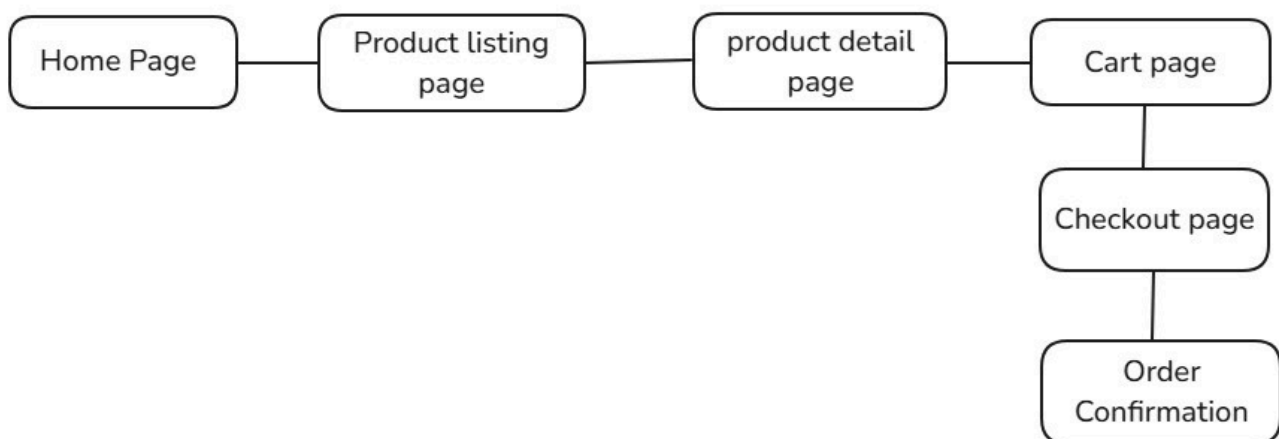 Home Page
Product listing
page
product detail
page
Cart page
Checkout page
Order
Confirmation